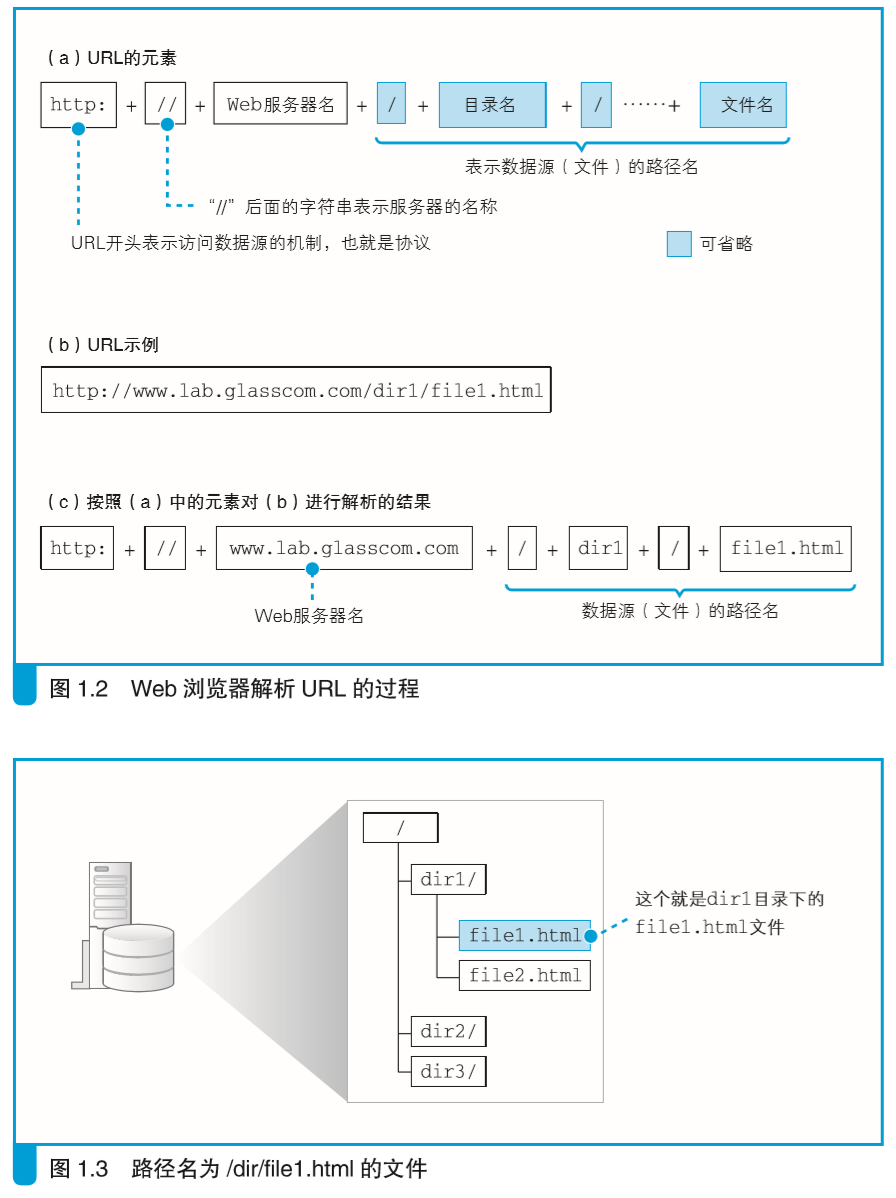 （a）URL的元素
http: + // + Web服务器名 + / + 目录名 + / ……+ 文件名
表示数据源（文件）的路径名
“//”后面的字符串表示服务器的名称
URL开头表示访问数据源的机制，也就是协议
可省略
（b）URL示例
http://www.lab.glasscom.com/dir1/file1.html
（c）按照（a）中的元素对（b）进行解析的结果
http: + // + www.lab.glasscom.com + / + dir1 + / + file1.html
Web服务器名
数据源（文件）的路径名
图 1.2 Web 浏览器解析 URL 的过程
/
dir1/
file1.html
file2.html
dir2/
dir3/
这个就是dir1目录下的
file1.html文件
图 1.3 路径名为 /dir/file1.html 的文件